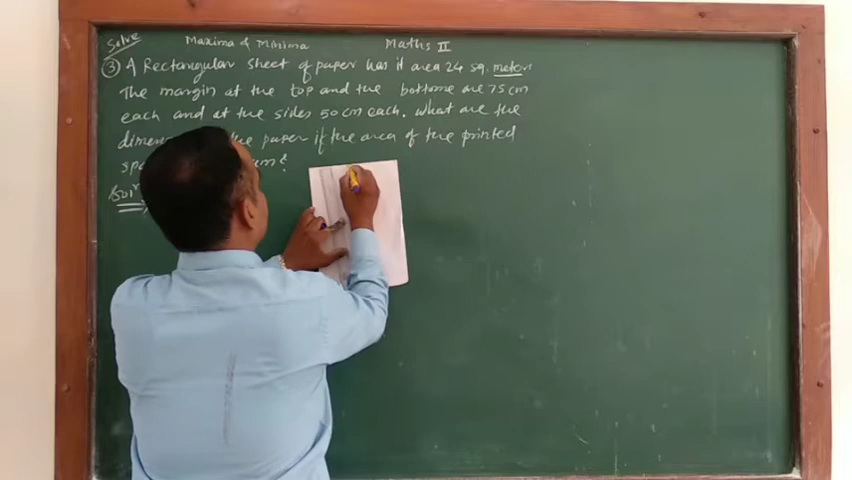 Solve Maxima & Minima Maths II
③ A Rectangular sheet of paper has it area 24 sq. meters
The margin at the top and the bottome are 75 cm
each and at the sides 50 cm each. What are the
the paper if the area of the printed